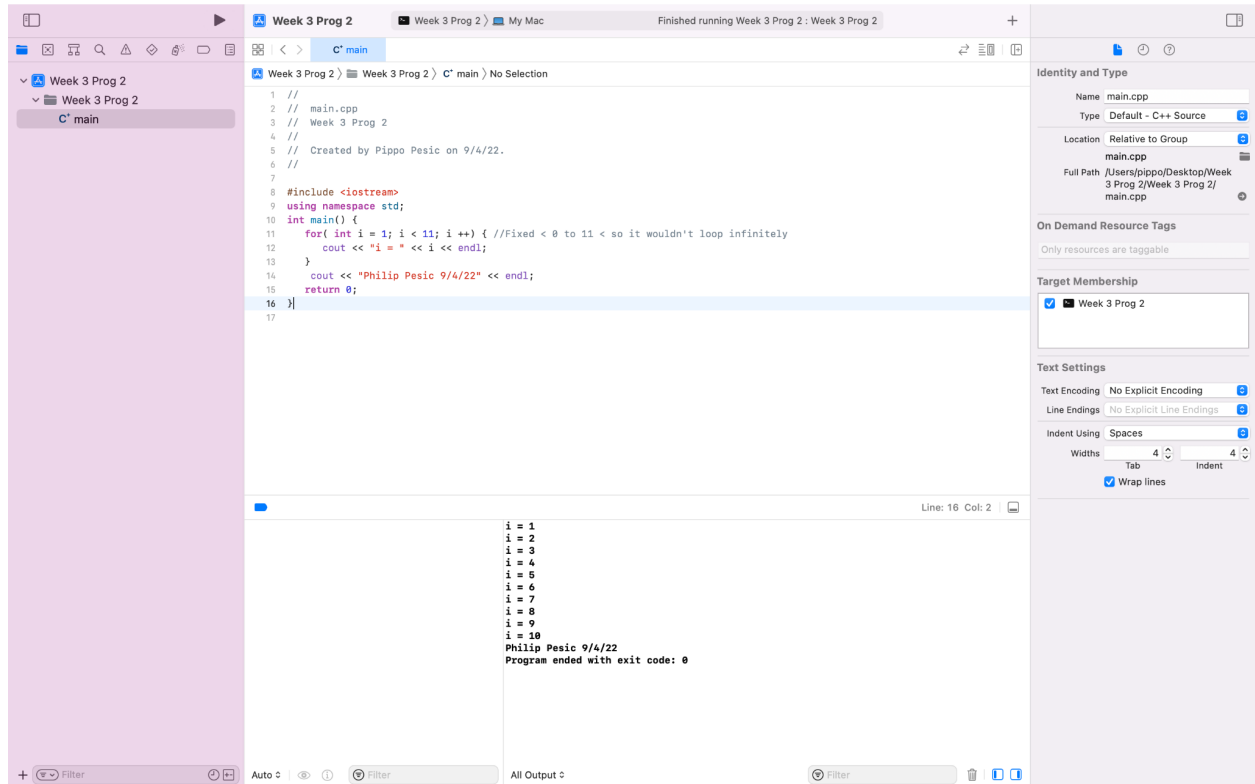 Week 3 Prog 2
Week 3 Prog 2 〉 My Mac
Finished running Week 3 Prog 2 : Week 3 Prog 2
main
Week 3 Prog 2 〉 Week 3 Prog 2 〉 C+ main 〉 No Selection
Week 3 Prog 2
Week 3 Prog 2
C+ main
1 //
2 //  main.cpp
3 //  Week 3 Prog 2
4 //
5 //  Created by Pippo Pesic on 9/4/22.
6 //
7
8 #include <iostream>
9 using namespace std;
10 int main() {
11    for( int i = 1; i < 11; i ++) { //Fixed < 0 to 11 < so it wouldn't loop infinitely
12       cout << "i = " << i << endl;
13    }
14     cout << "Philip Pesic 9/4/22" << endl;
15    return 0;
16 }
17
Line: 16 Col: 2
i = 1
i = 2
i = 3
i = 4
i = 5
i = 6
i = 7
i = 8
i = 9
i = 10
Philip Pesic 9/4/22
Program ended with exit code: 0
Filter
Auto
Filter
All Output
Filter
Identity and Type
Name main.cpp
Type Default - C++ Source
Location Relative to Group
main.cpp
Full Path /Users/pippo/Desktop/Week
3 Prog 2/Week 3 Prog 2/
main.cpp
On Demand Resource Tags
Only resources are taggable
Target Membership
Week 3 Prog 2
Text Settings
Text Encoding No Explicit Encoding
Line Endings No Explicit Line Endings
Indent Using Spaces
Widths 4 4
Tab Indent
Wrap lines